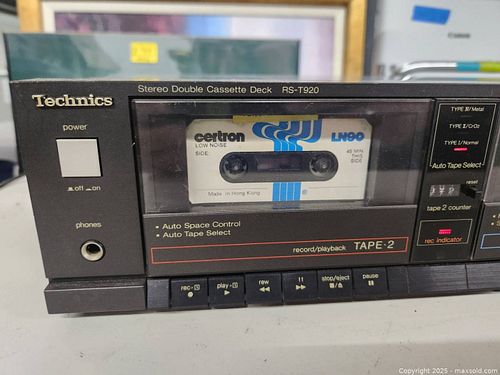 Canon
Stereo Double Cassette Deck RS-T920
Technics
power
off on
phones
certron
LOW NOISE
SIDE:
LN90
45 MIN.
THIS
SIDE
Made in Hong Kong
• Auto Space Control
• Auto Tape Select
record/playback TAPE-2
TYPE IV/Metal
TYPE II/CrO2
TYPE I/Normal
Auto Tape Select
reset
tape 2 counter
rec indicator
rec
play
rew
ff
stop/eject
pause
Copyright 2025 - maxsold.com